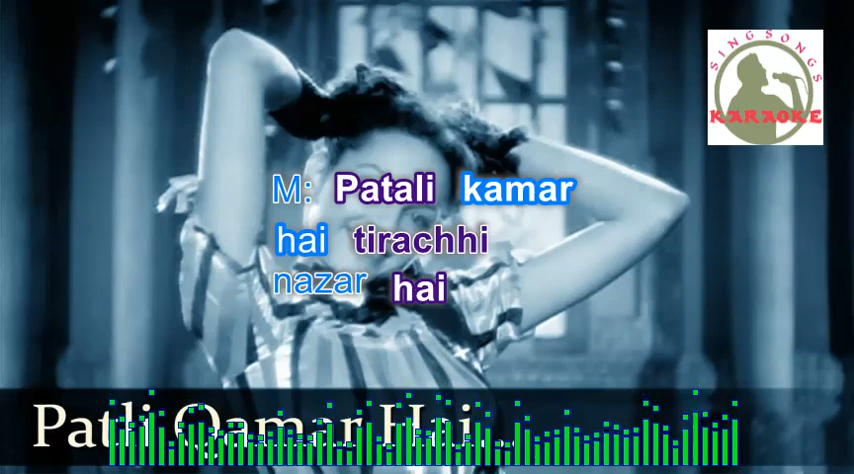 SING SONGS
KARAOKE
M: Patali kamar
hai tirachhi
nazar hai
Patli Qamar Hai...